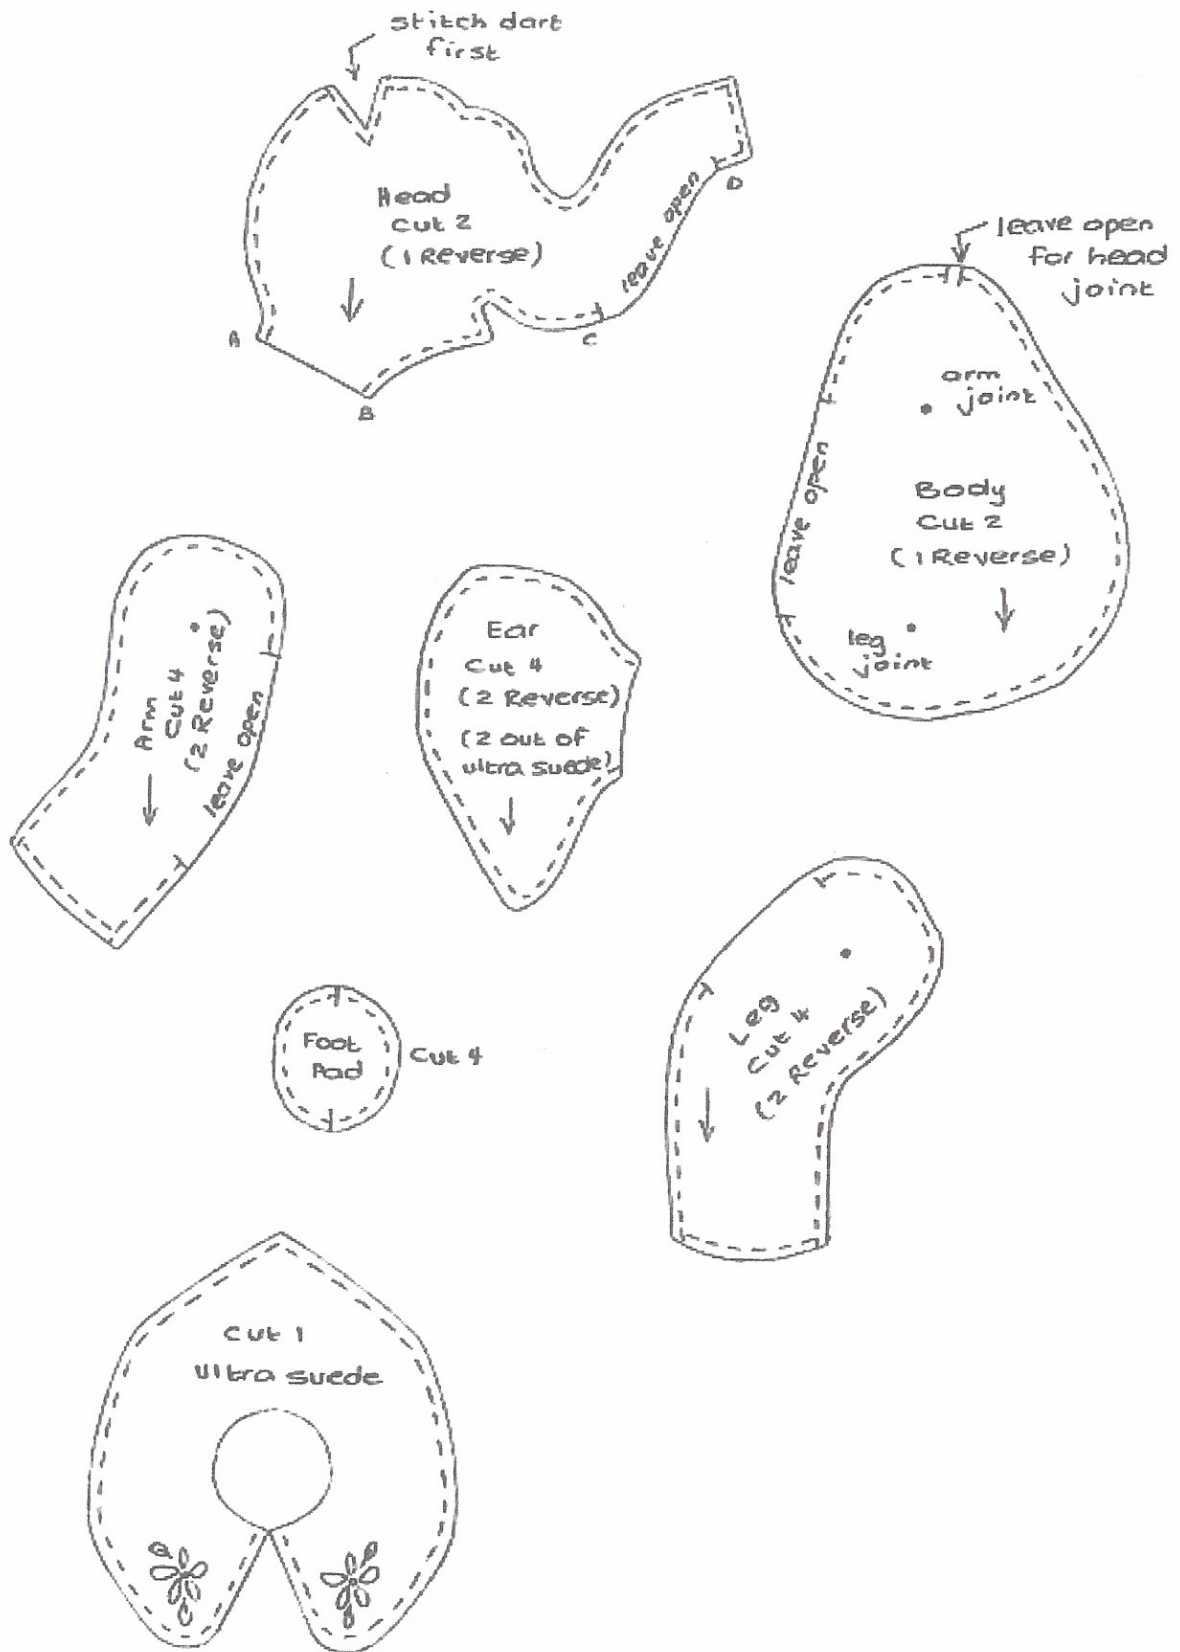 stitch dart
first
Head
Cut 2
(1 Reverse)
leave open
A
B
C
D
leave open
for head
joint
arm
joint
leave open
Body
Cut 2
(1 Reverse)
leg
joint
Arm
Cut 4
(2 Reverse)
leave open
Ear
Cut 4
(2 Reverse)
(2 out of
ultra suede)
Foot
Pad
Cut 4
Leg
Cut 4
(2 Reverse)
Cut 1
Ultra suede